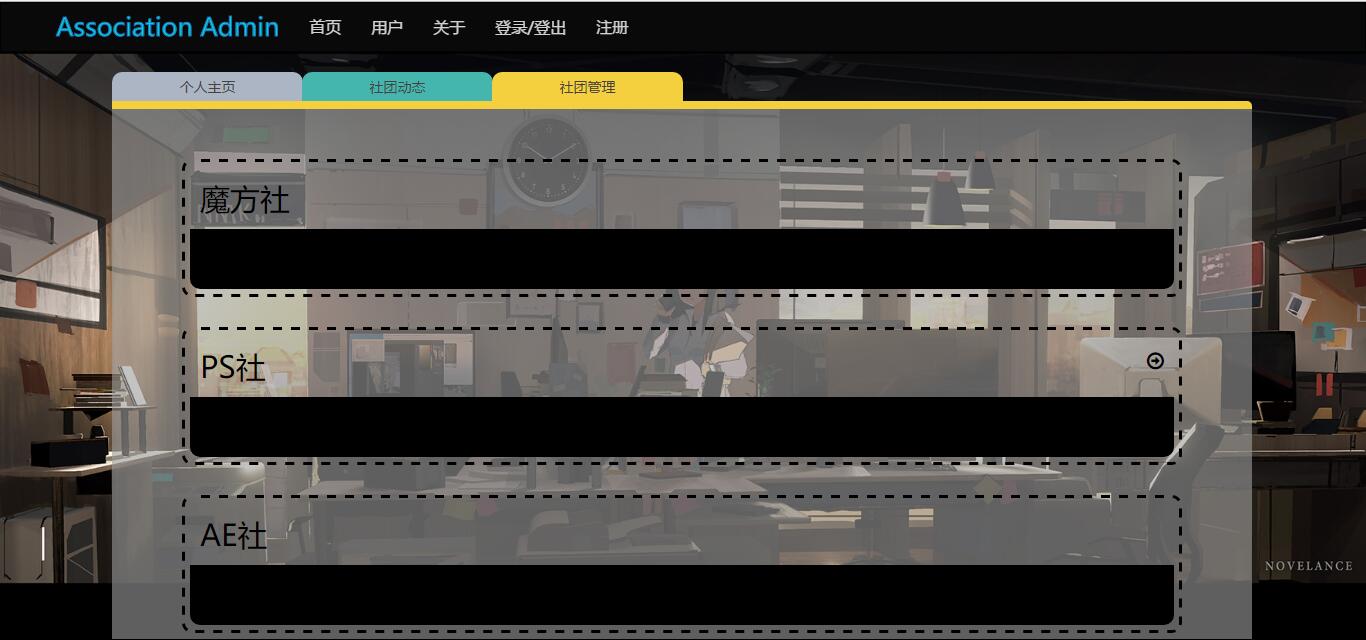 Association Admin 首页 用户 关于 登录/登出 注册
个人主页 社团动态 社团管理
魔方社
PS社
AE社
NOVELANCE